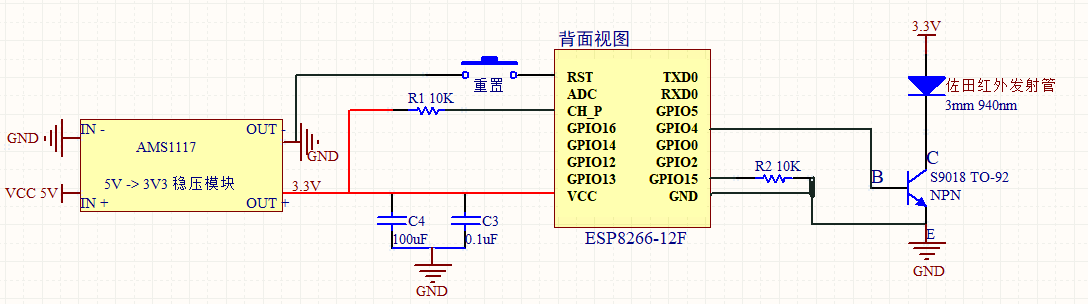 背面视图
3.3V
重置
RST
TXD0
ADC
RXD0
R1 10K
CH_P
GPIO5
GPIO16
GPIO4
GPIO14
GPIO0
GPIO12
GPIO2
GPIO13
GPIO15
VCC
GND
ESP8266-12F
佐田红外发射管
3mm 940nm
GND
IN -
OUT -
AMS1117
GND
5V -> 3V3 稳压模块
VCC 5V
IN +
OUT +
3.3V
C4
100uF
C3
0.1uF
GND
R2 10K
C
B
S9018 TO-92
NPN
E
GND